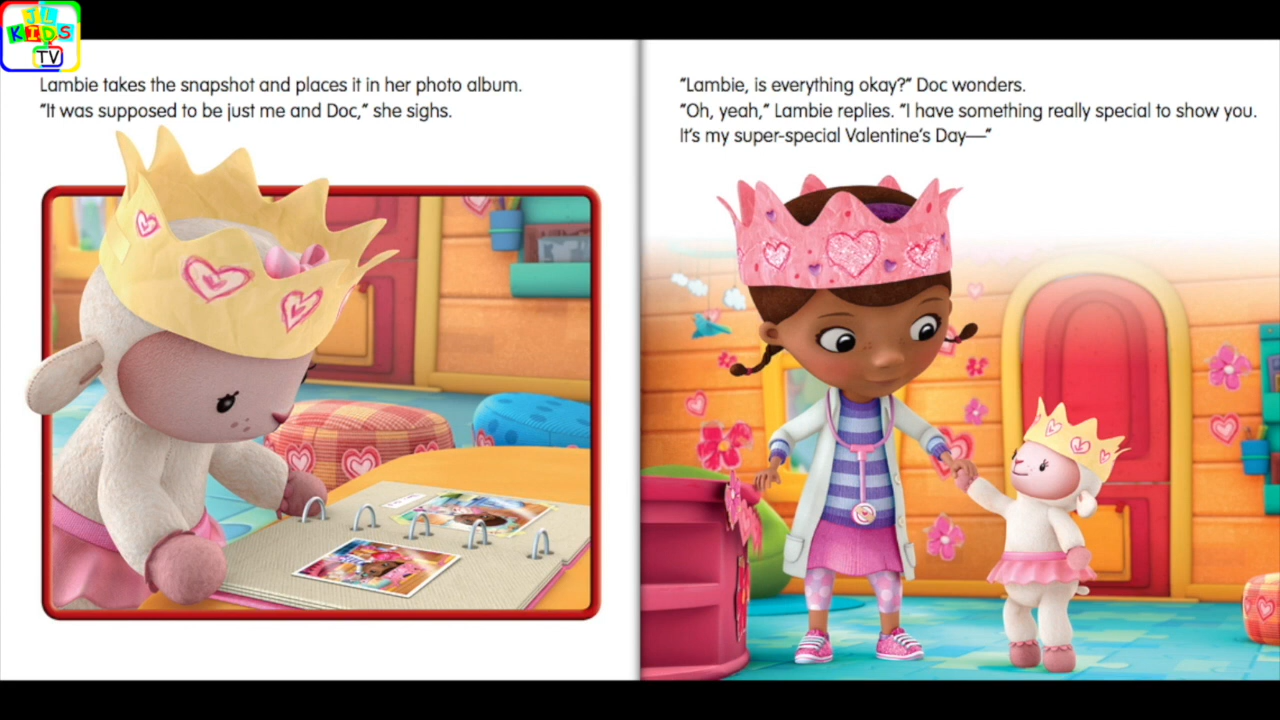 JL
KIDS
TV
Lambie takes the snapshot and places it in her photo album.
"It was supposed to be just me and Doc," she sighs.
"Lambie, is everything okay?" Doc wonders.
"Oh, yeah," Lambie replies. "I have something really special to show you.
It's my super-special Valentine's Day—"